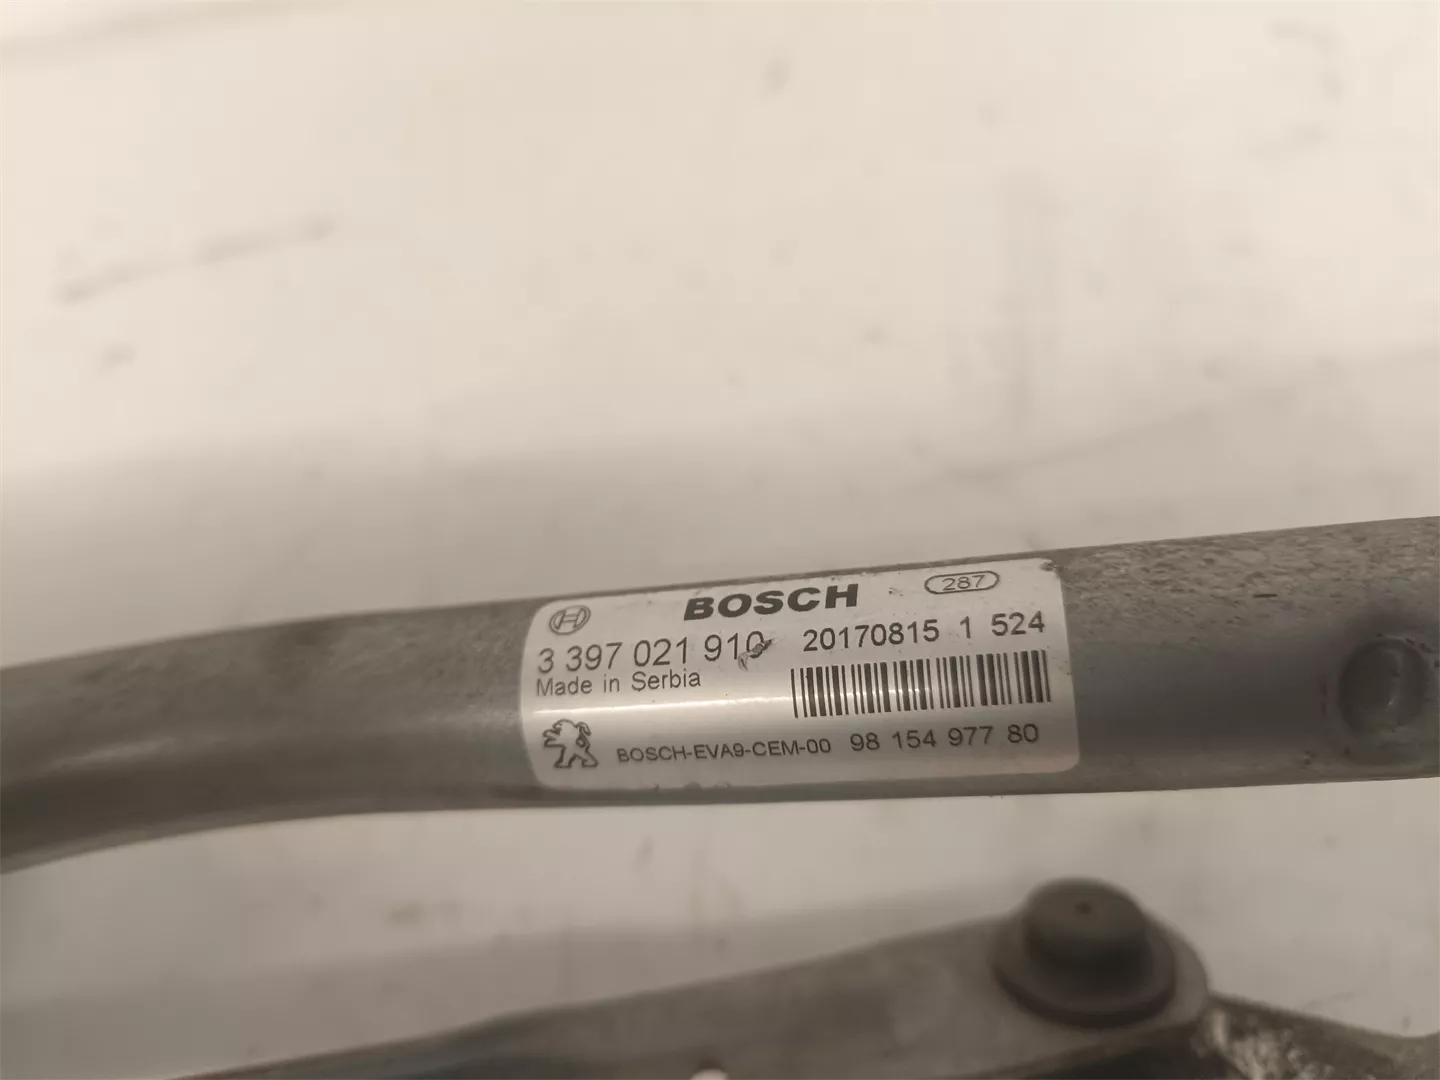 BOSCH 287
3 397 021 910 20170815 1 524
Made in Serbia
BOSCH-EVA9-CEM-00 98 154 977 80